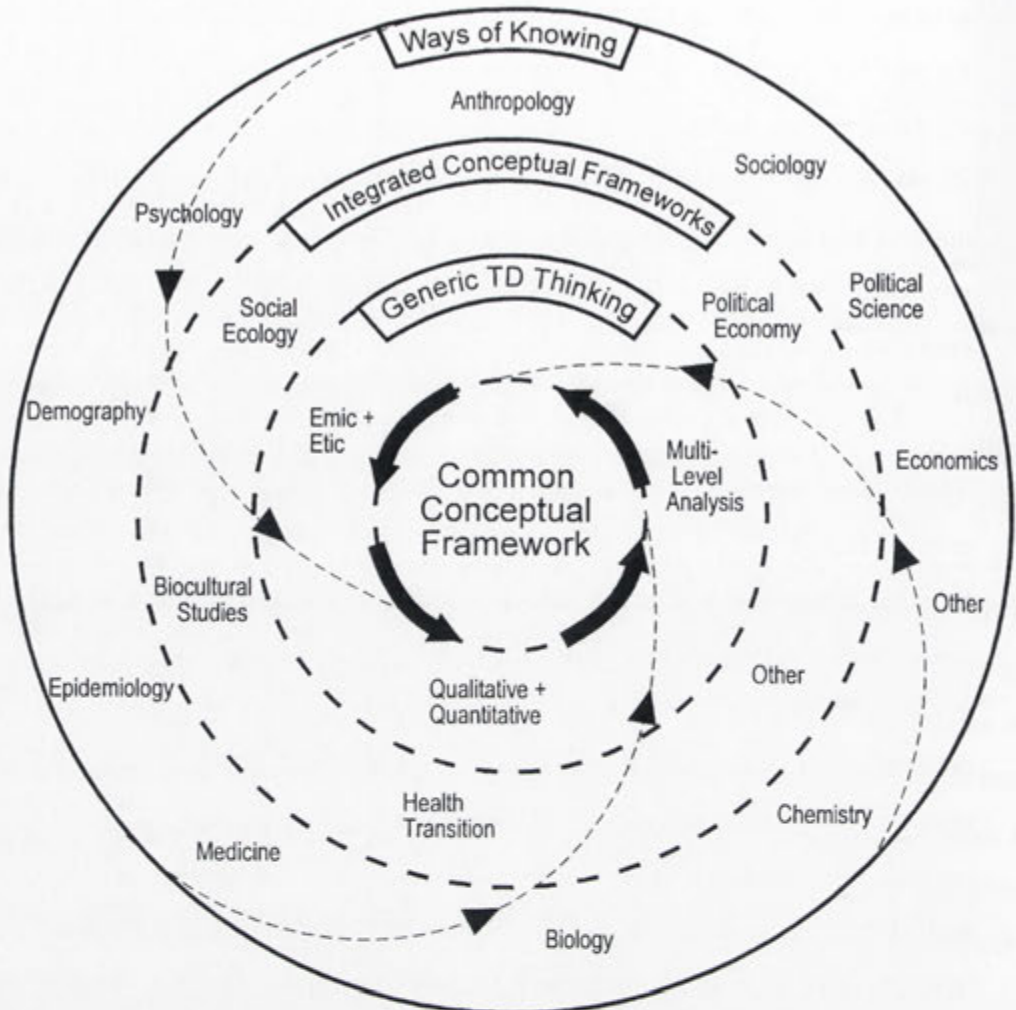 Ways of Knowing
Anthropology
Sociology
Integrated Conceptual Frameworks
Psychology
Generic TD Thinking
Political
Science
Social
Ecology
Political
Economy
Demography
Emic +
Etic
Multi-
Level
Analysis
Economics
Common
Conceptual
Framework
Biocultural
Studies
Other
Epidemiology
Qualitative +
Quantitative
Other
Health
Transition
Chemistry
Medicine
Biology